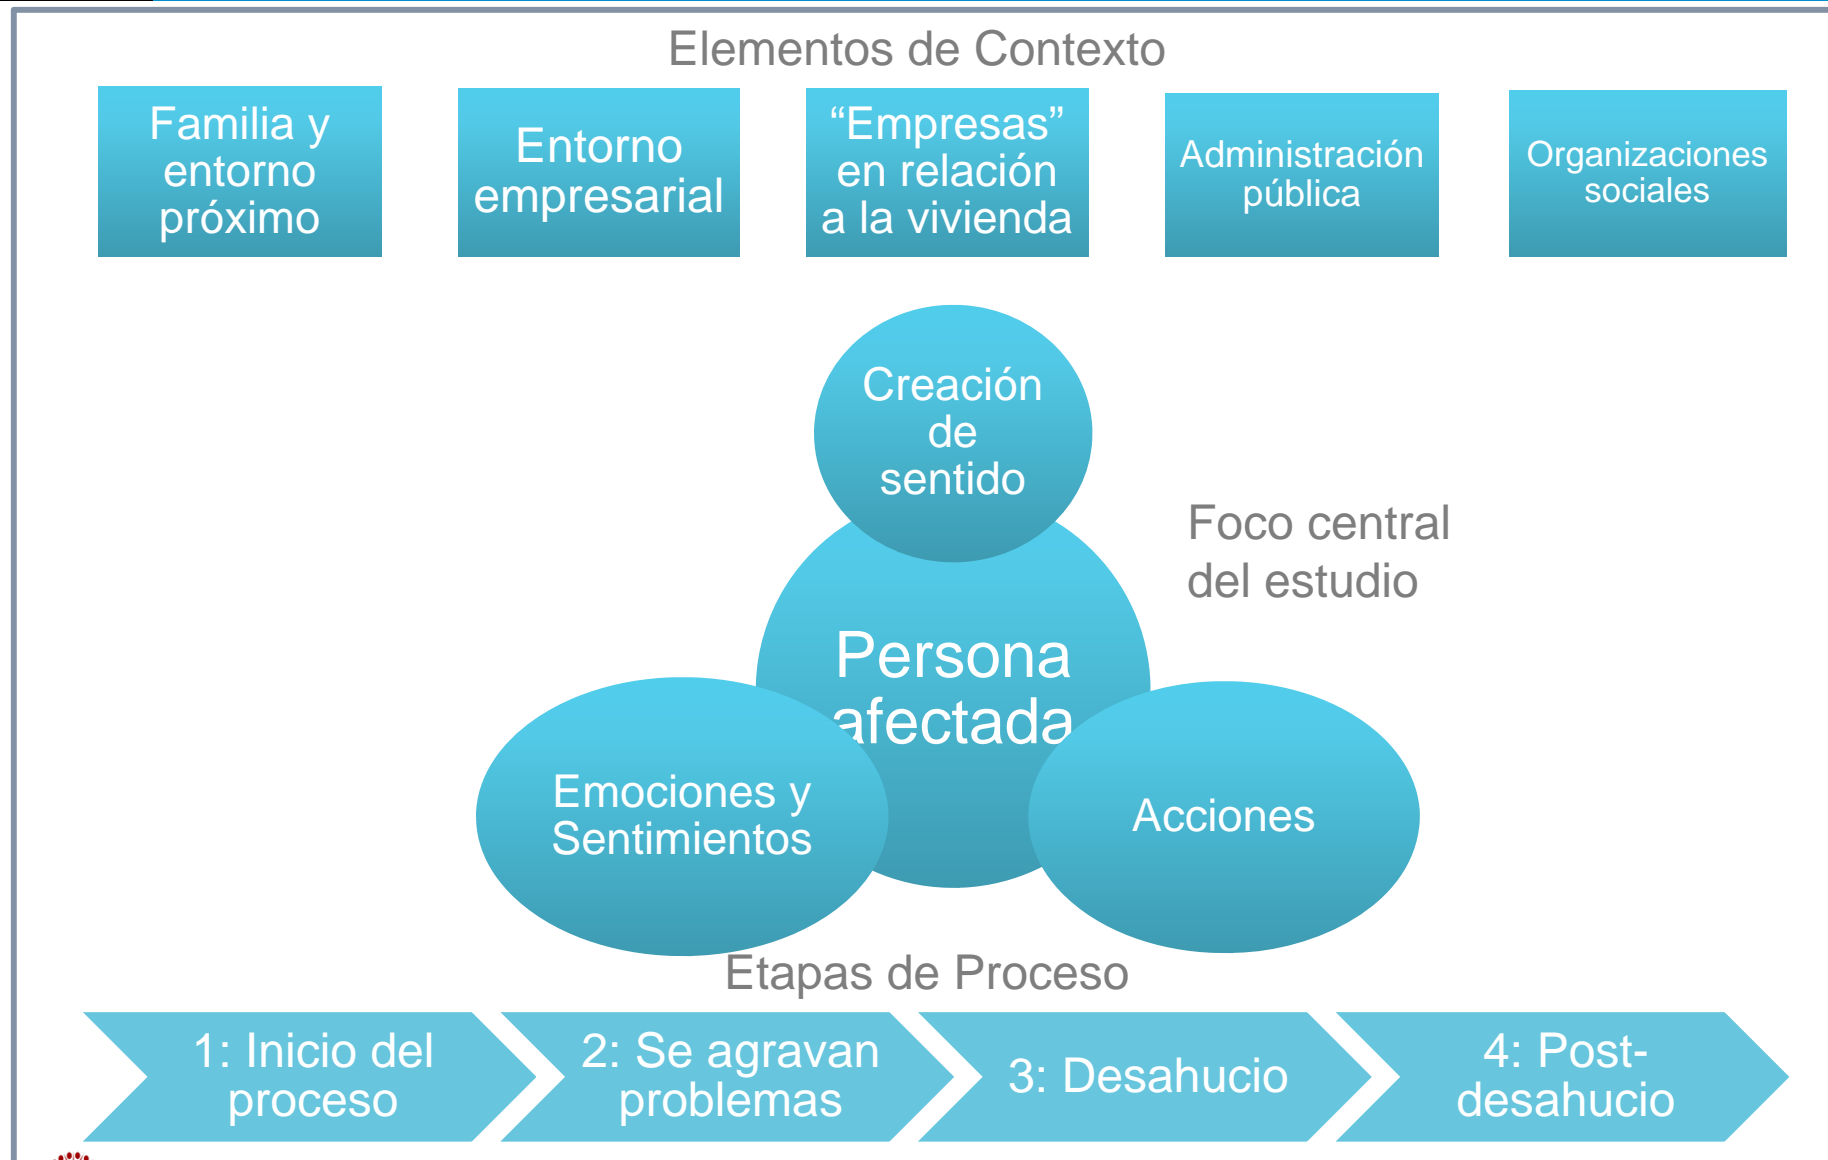 Elementos de Contexto
Familia y
entorno
próximo
Entorno
empresarial
“Empresas”
en relación
a la vivienda
Administración
pública
Organizaciones
sociales
Creación
de
sentido
Foco central
del estudio
Persona
afectada
Emociones y
Sentimientos
Acciones
Etapas de Proceso
1: Inicio del
proceso
2: Se agravan
problemas
3: Desahucio
4: Post-
desahucio